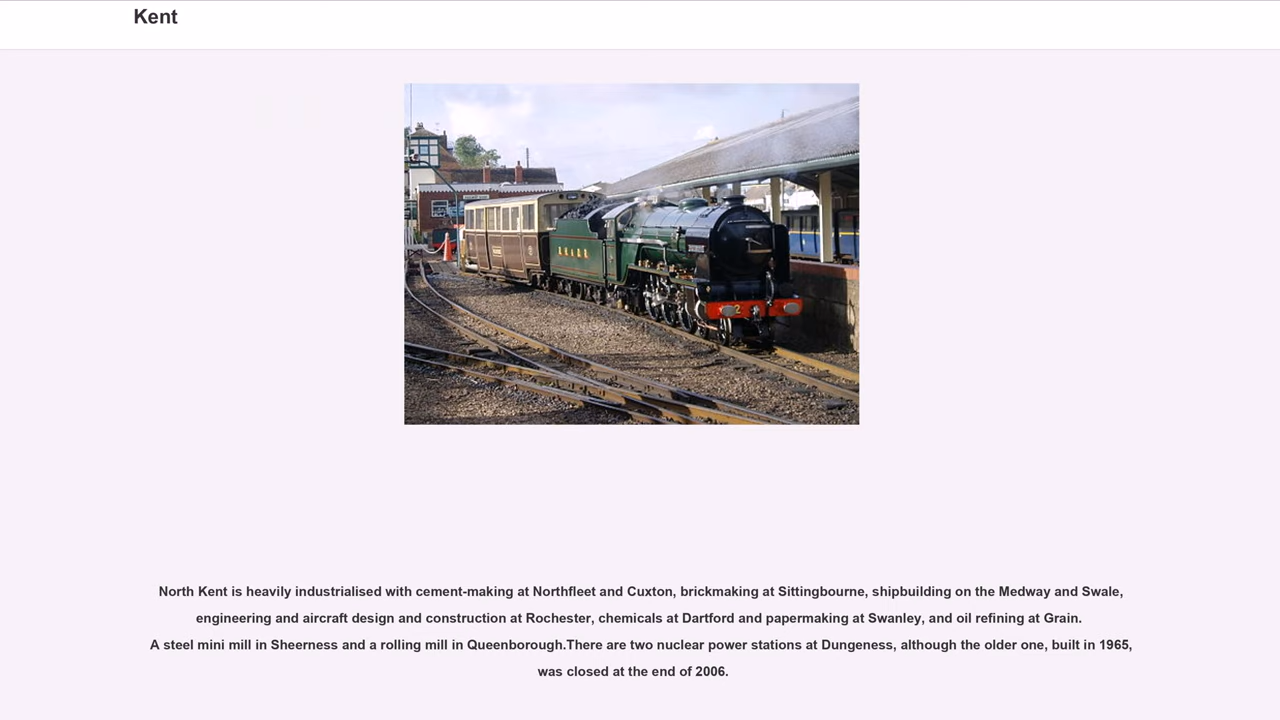 Kent
North Kent is heavily industrialised with cement-making at Northfleet and Cuxton, brickmaking at Sittingbourne, shipbuilding on the Medway and Swale,
engineering and aircraft design and construction at Rochester, chemicals at Dartford and papermaking at Swanley, and oil refining at Grain.
A steel mini mill in Sheerness and a rolling mill in Queenborough.There are two nuclear power stations at Dungeness, although the older one, built in 1965,
was closed at the end of 2006.